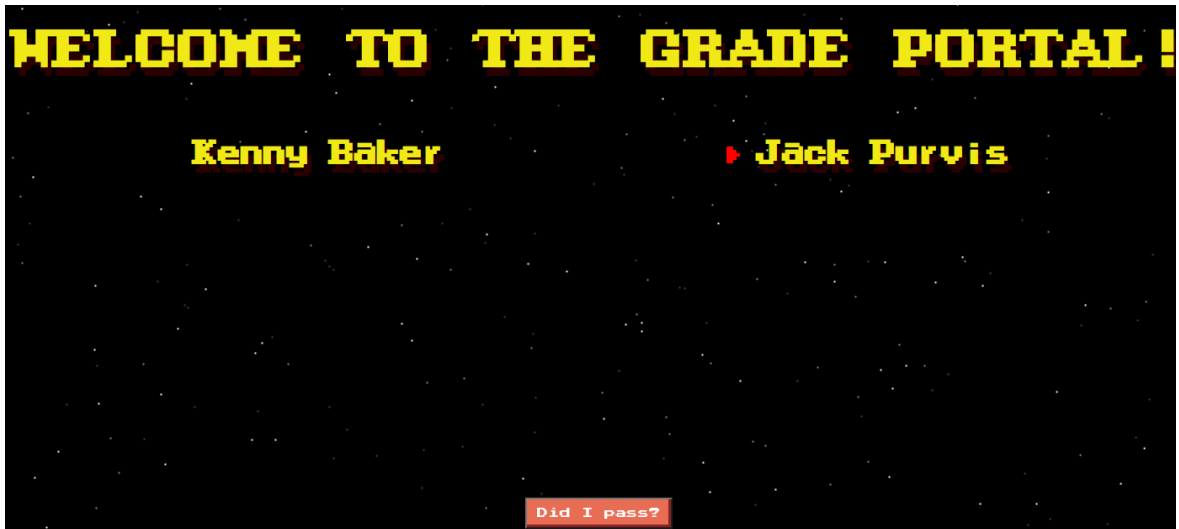 WELCOME TO THE GRADE PORTAL!
Kenny Baker
Jack Purvis
Did I pass?